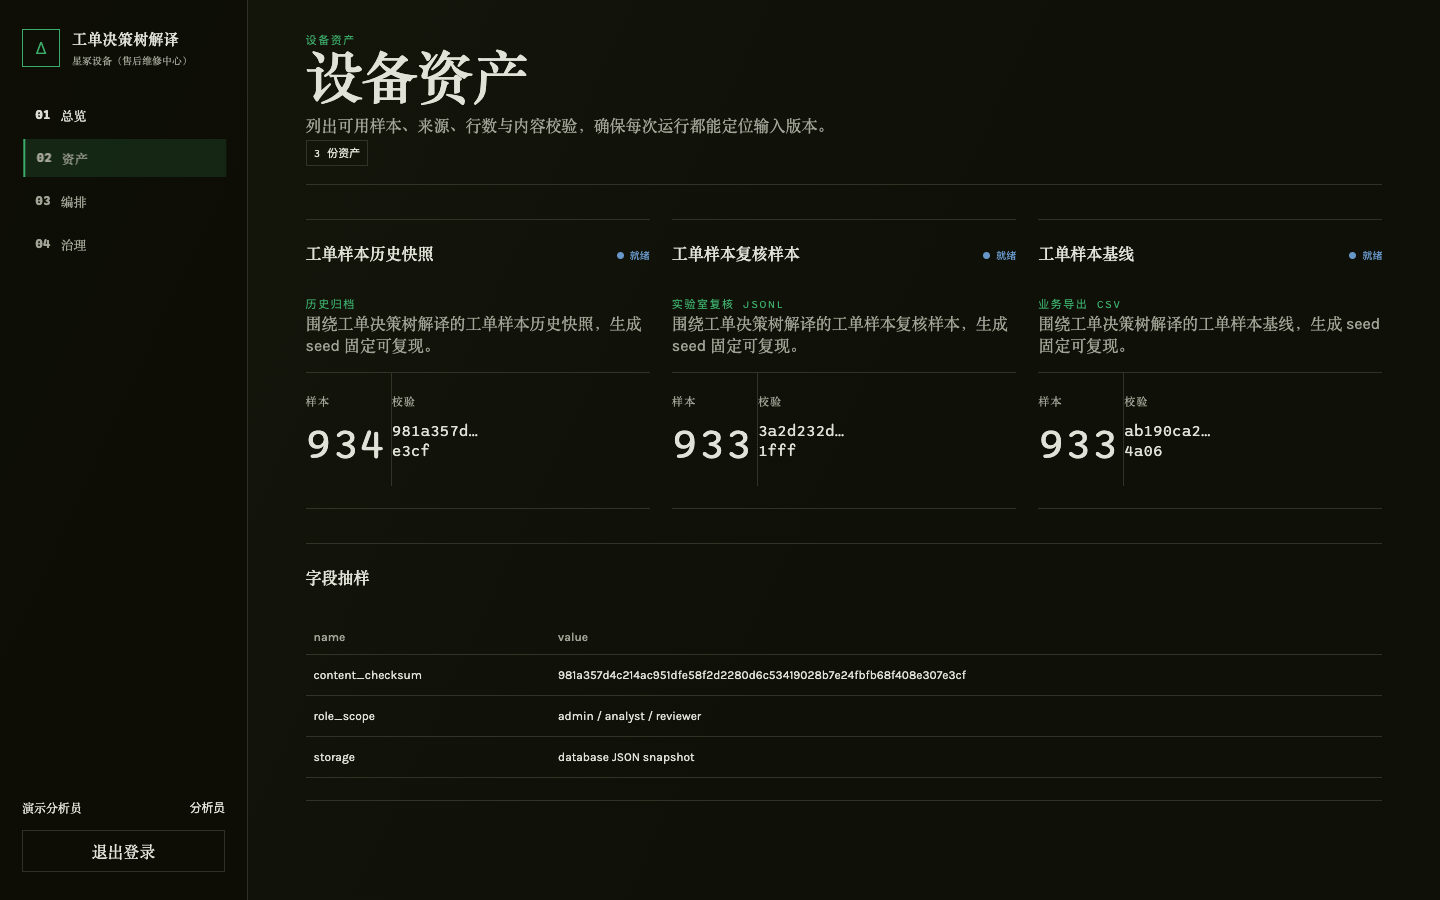 Δ
工单决策树解译
星冢设备（售后维修中心）
01 总览
02 资产
03 编排
04 治理
演示分析员 分析员
退出登录
设备资产
设备资产
列出可用样本、来源、行数与内容校验，确保每次运行都能定位输入版本。
3 份资产
工单样本历史快照 就绪
历史归档
围绕工单决策树解译的工单样本历史快照，生成
seed 固定可复现。
样本 校验
934 981a357d…
e3cf
工单样本复核样本 就绪
实验室复核 JSONL
围绕工单决策树解译的工单样本复核样本，生成
seed 固定可复现。
样本 校验
933 3a2d232d…
1fff
工单样本基线 就绪
业务导出 CSV
围绕工单决策树解译的工单样本基线，生成 seed
固定可复现。
样本 校验
933 ab190ca2…
4a06
字段抽样
name value
content_checksum 981a357d4c214ac951dfe58f2d2280d6c53419028b7e24fbfb68f408e307e3cf
role_scope admin / analyst / reviewer
storage database JSON snapshot